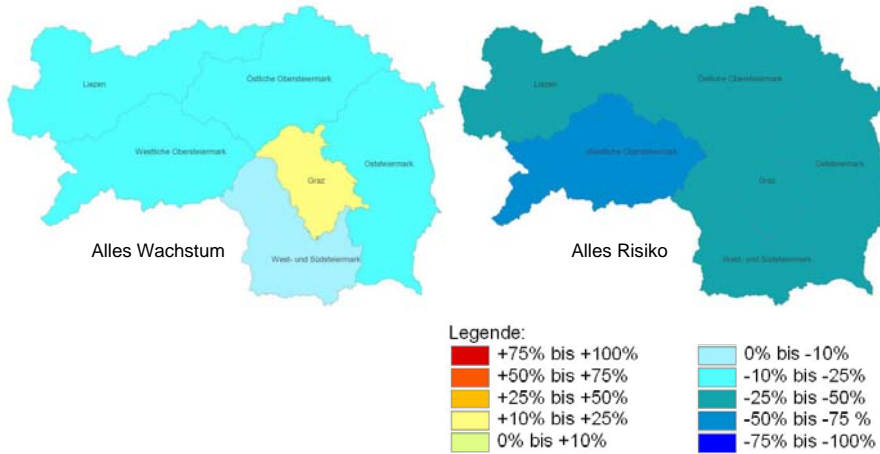 Liezen
Östliche Obersteiermark
Westliche Obersteiermark
Oststeiermark
Graz
West- und Südsteiermark
Alles Wachstum
Liezen
Östliche Obersteiermark
Westliche Obersteiermark
Oststeiermark
Graz
West- und Südsteiermark
Alles Risiko
Legende:
+75% bis +100%
+50% bis +75%
+25% bis +50%
+10% bis +25%
0% bis +10%
0% bis -10%
-10% bis -25%
-25% bis -50%
-50% bis -75 %
-75% bis -100%